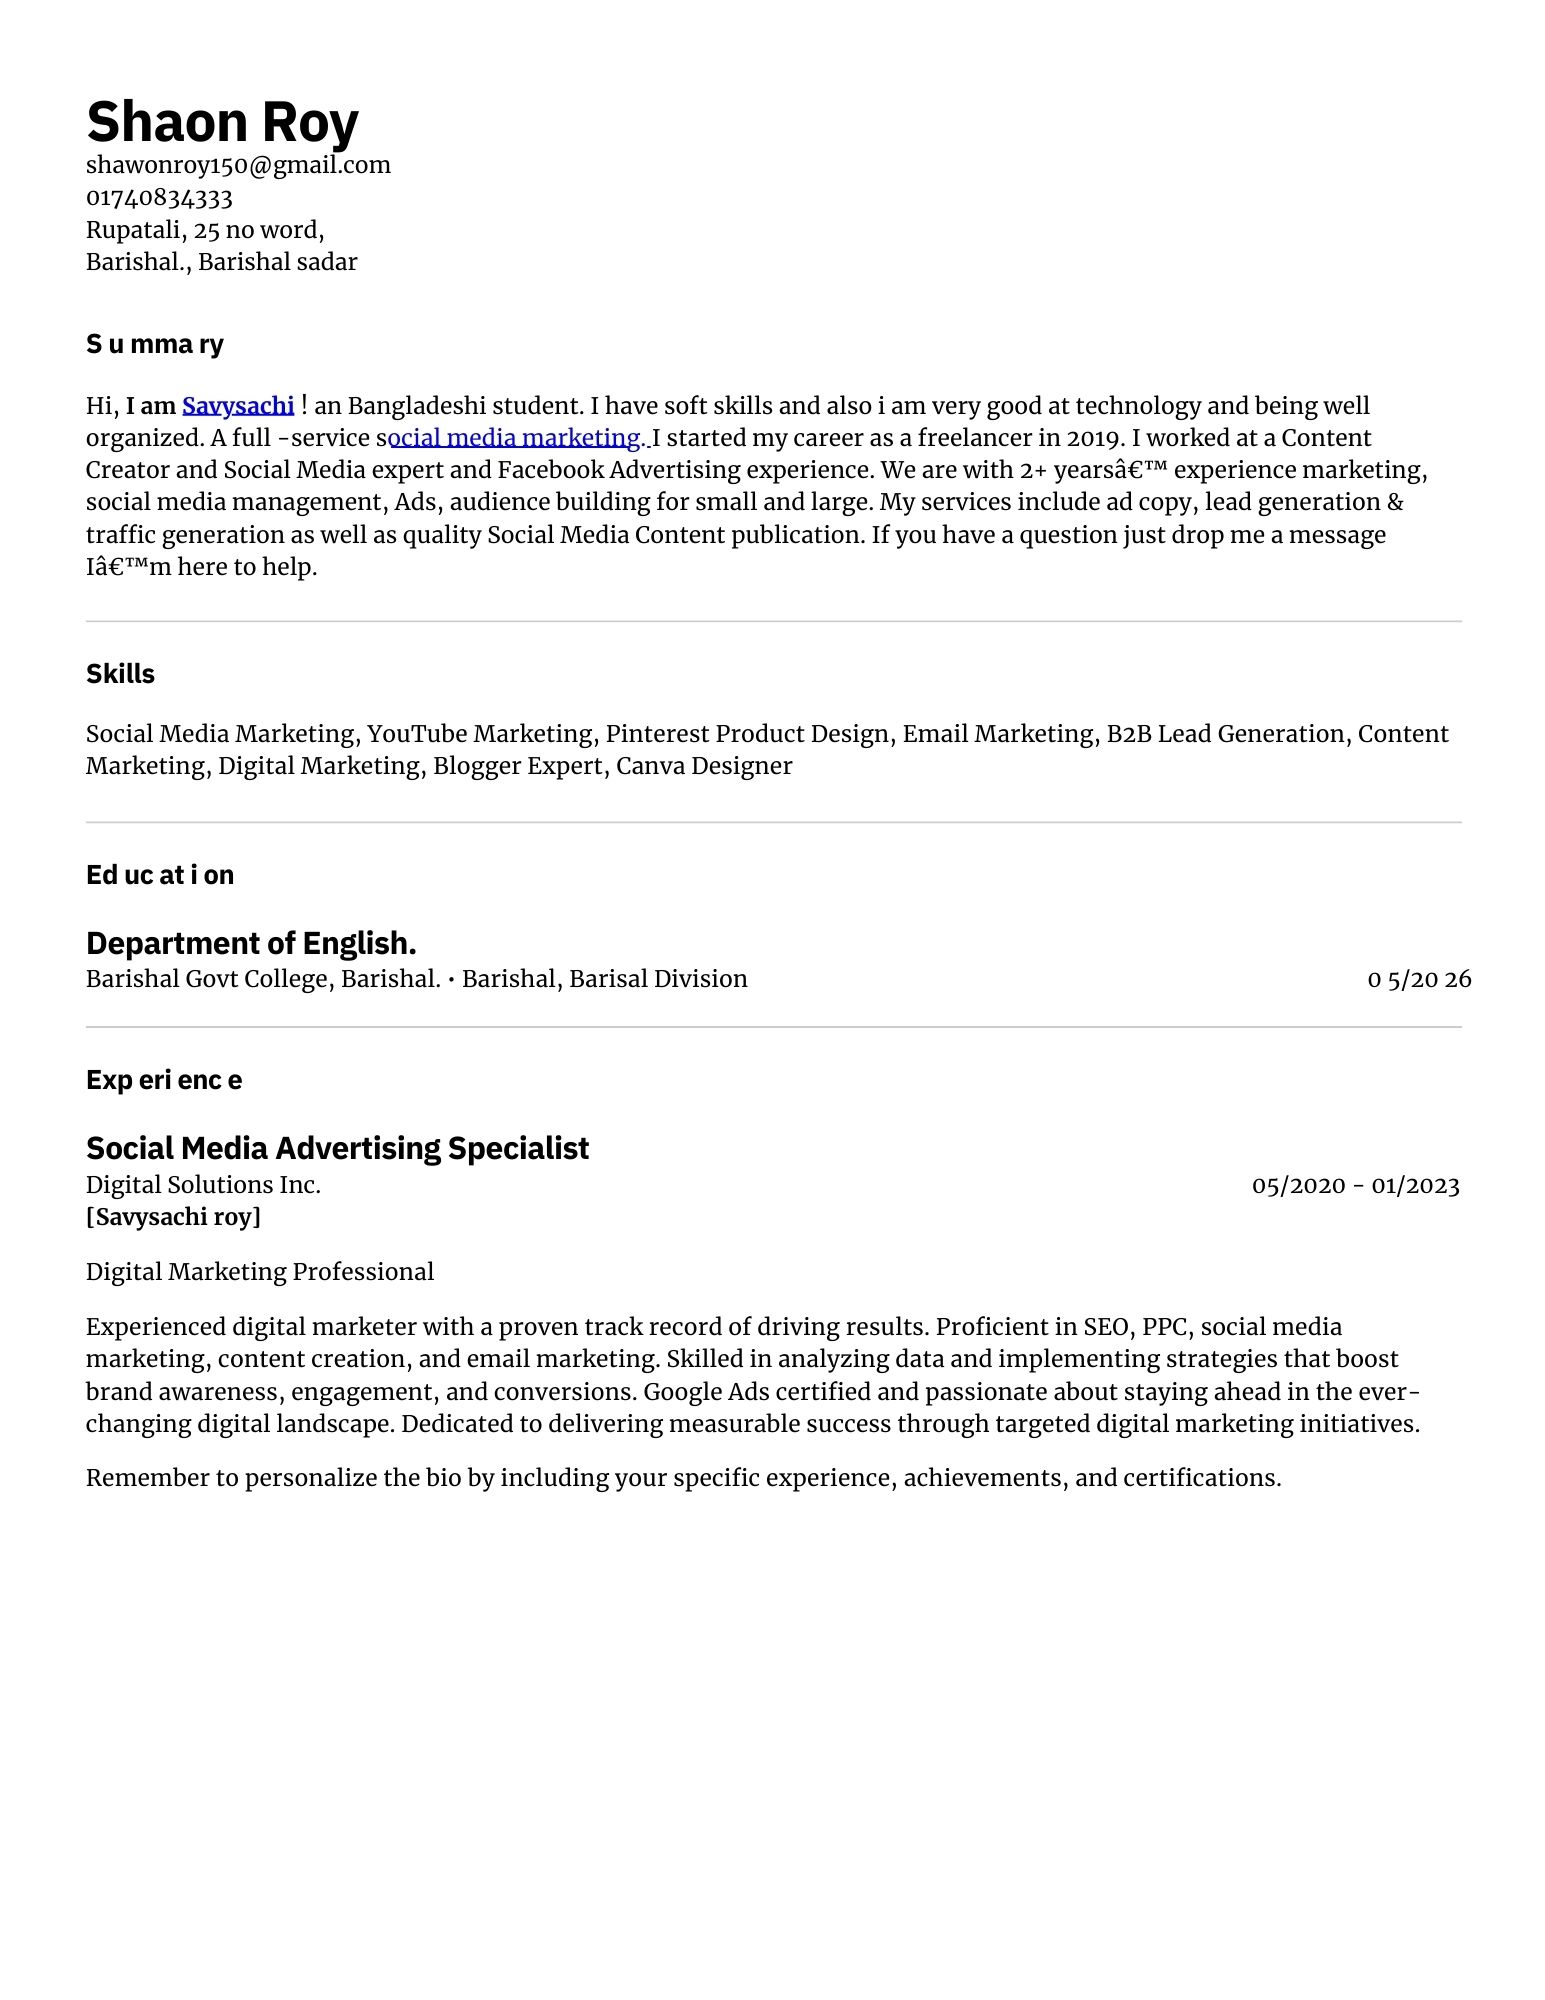 Shaon Roy
shawonroy150@gmail.com
01740834333
Rupatali, 25 no word,
Barishal., Barishal sadar
S u mma ry
Hi, I am Savysachi ! an Bangladeshi student. I have soft skills and also i am very good at technology and being well
organized. A full -service social media marketing. I started my career as a freelancer in 2019. I worked at a Content
Creator and Social Media expert and Facebook Advertising experience. We are with 2+ yearsâ€™ experience marketing,
social media management, Ads, audience building for small and large. My services include ad copy, lead generation &
traffic generation as well as quality Social Media Content publication. If you have a question just drop me a message
Iâ€™m here to help.
Skills
Social Media Marketing, YouTube Marketing, Pinterest Product Design, Email Marketing, B2B Lead Generation, Content
Marketing, Digital Marketing, Blogger Expert, Canva Designer
Ed uc at i on
Department of English.
Barishal Govt College, Barishal. • Barishal, Barisal Division 0 5/20 26
Exp eri enc e
Social Media Advertising Specialist
Digital Solutions Inc. 05/2020 - 01/2023
[Savysachi roy]
Digital Marketing Professional
Experienced digital marketer with a proven track record of driving results. Proficient in SEO, PPC, social media
marketing, content creation, and email marketing. Skilled in analyzing data and implementing strategies that boost
brand awareness, engagement, and conversions. Google Ads certified and passionate about staying ahead in the ever-
changing digital landscape. Dedicated to delivering measurable success through targeted digital marketing initiatives.
Remember to personalize the bio by including your specific experience, achievements, and certifications.